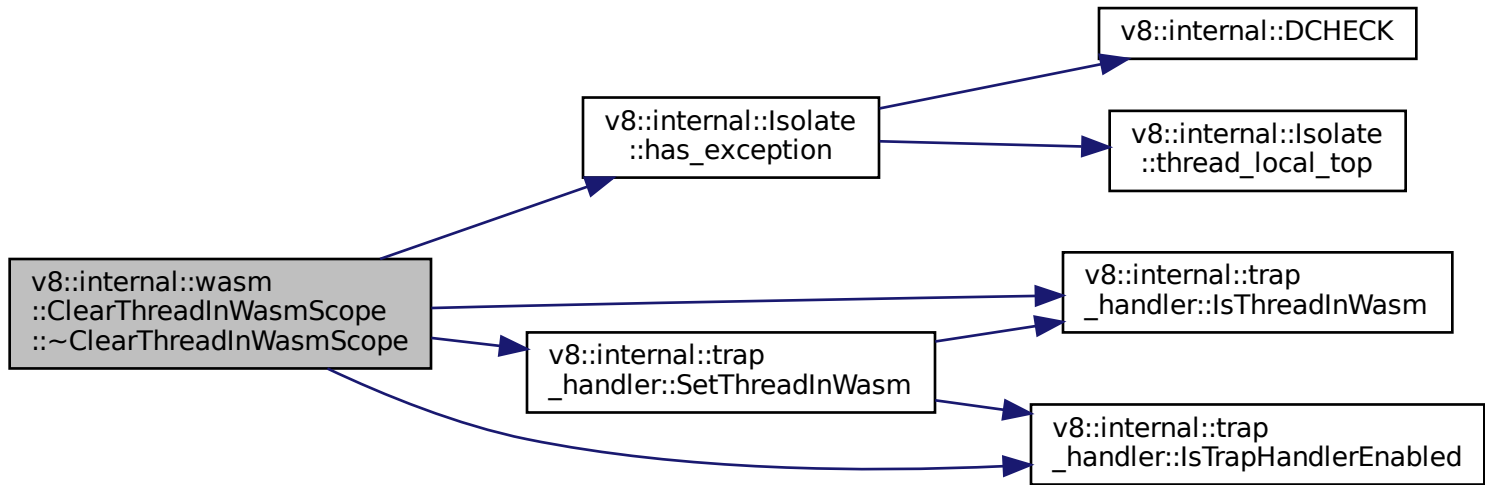 v8::internal::DCHECK
v8::internal::Isolate
::has_exception
v8::internal::Isolate
::thread_local_top
v8::internal::wasm
::ClearThreadInWasmScope
::~ClearThreadInWasmScope
v8::internal::trap
_handler::IsThreadInWasm
v8::internal::trap
_handler::SetThreadInWasm
v8::internal::trap
_handler::IsTrapHandlerEnabled